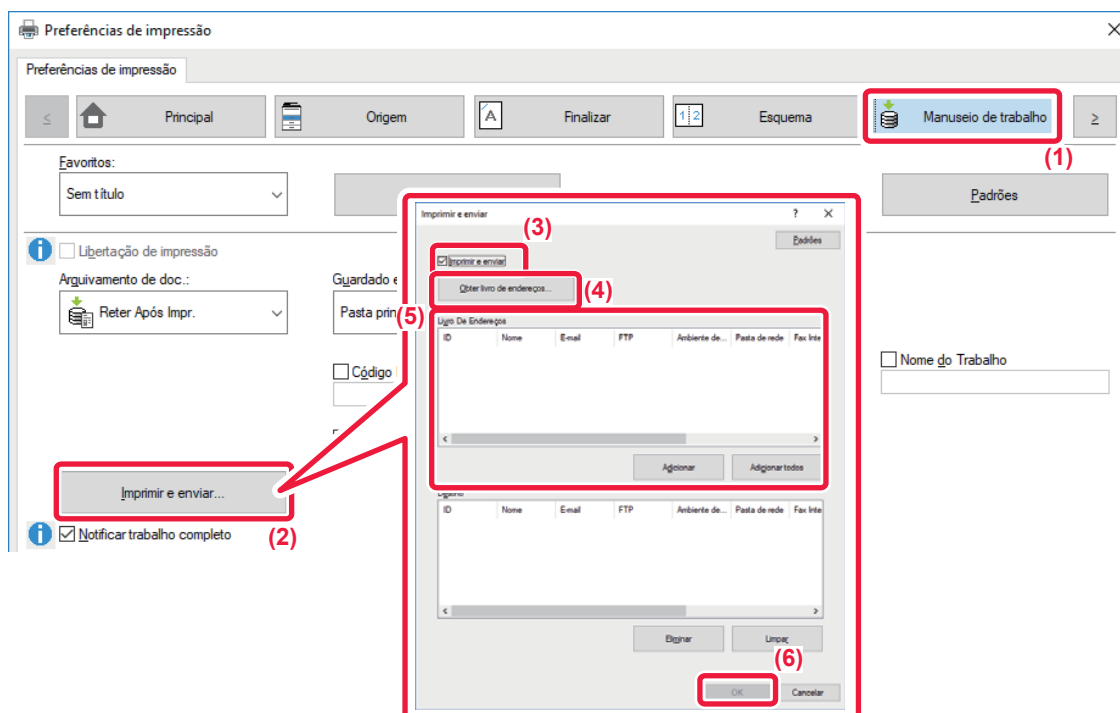 Preferências de impressão
Preferências de impressão
< Principal Origem A Finalizar 1 2 Esquema Manuseio de trabalho >
(1)
Favoritos:
Sem título
Padrões
Libertação de impressão
Arquivamento de doc.:
Reter Após Impr.
Guardado e
Pasta prin
Código
Nome do Trabalho
Imprimir e enviar...
(2)
Notificar trabalho completo
Imprimir e enviar ? X
Padrões
(3)
Imprimir e enviar
Obter livro de endereços...
(4)
(5)
Livro De Endereços
ID Nome E-mail FTP Ambiente de... Pasta de rede Fax Inte
Adicionar Adicionar todos
ID Nome E-mail FTP Ambiente de... Pasta de rede Fax Inte
Eliminar Limpar
(6)
OK Cancelar